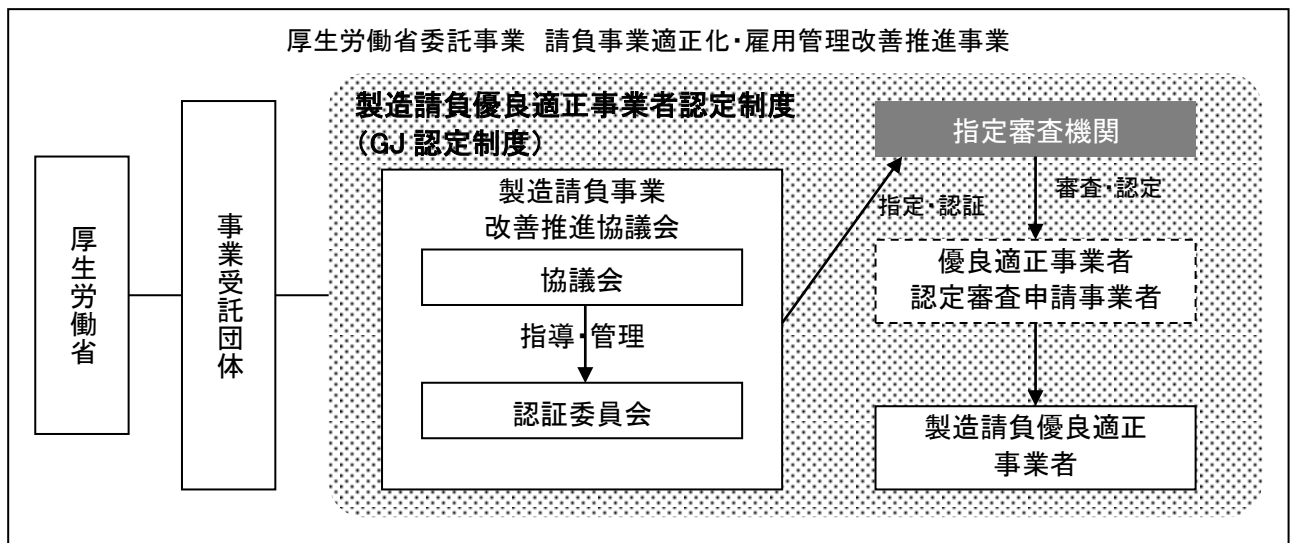 厚生労働省委託事業 請負事業適正化・雇用管理改善推進事業
製造請負優良適正事業者認定制度
(GJ認定制度)
厚生労働省
事業受託団体
製造請負事業
改善推進協議会
協議会
指導・管理
認証委員会
指定・認証
指定審査機関
審査・認定
優良適正事業者
認定審査申請事業者
製造請負優良適正
事業者